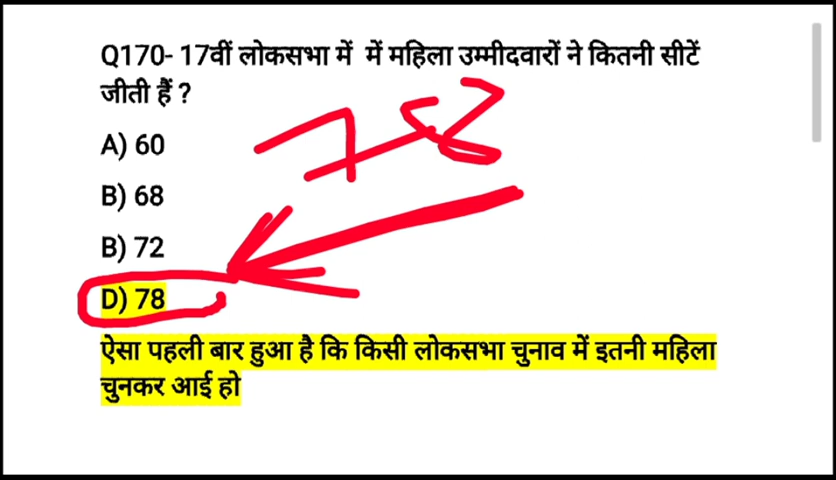 Q170- 17वीं लोकसभा में में महिला उम्मीदवारों ने कितनी सीटें
जीती हैं ?
A) 60
78
B) 68
B) 72
D) 78
ऐसा पहली बार हुआ है कि किसी लोकसभा चुनाव में इतनी महिला
चुनकर आई हो